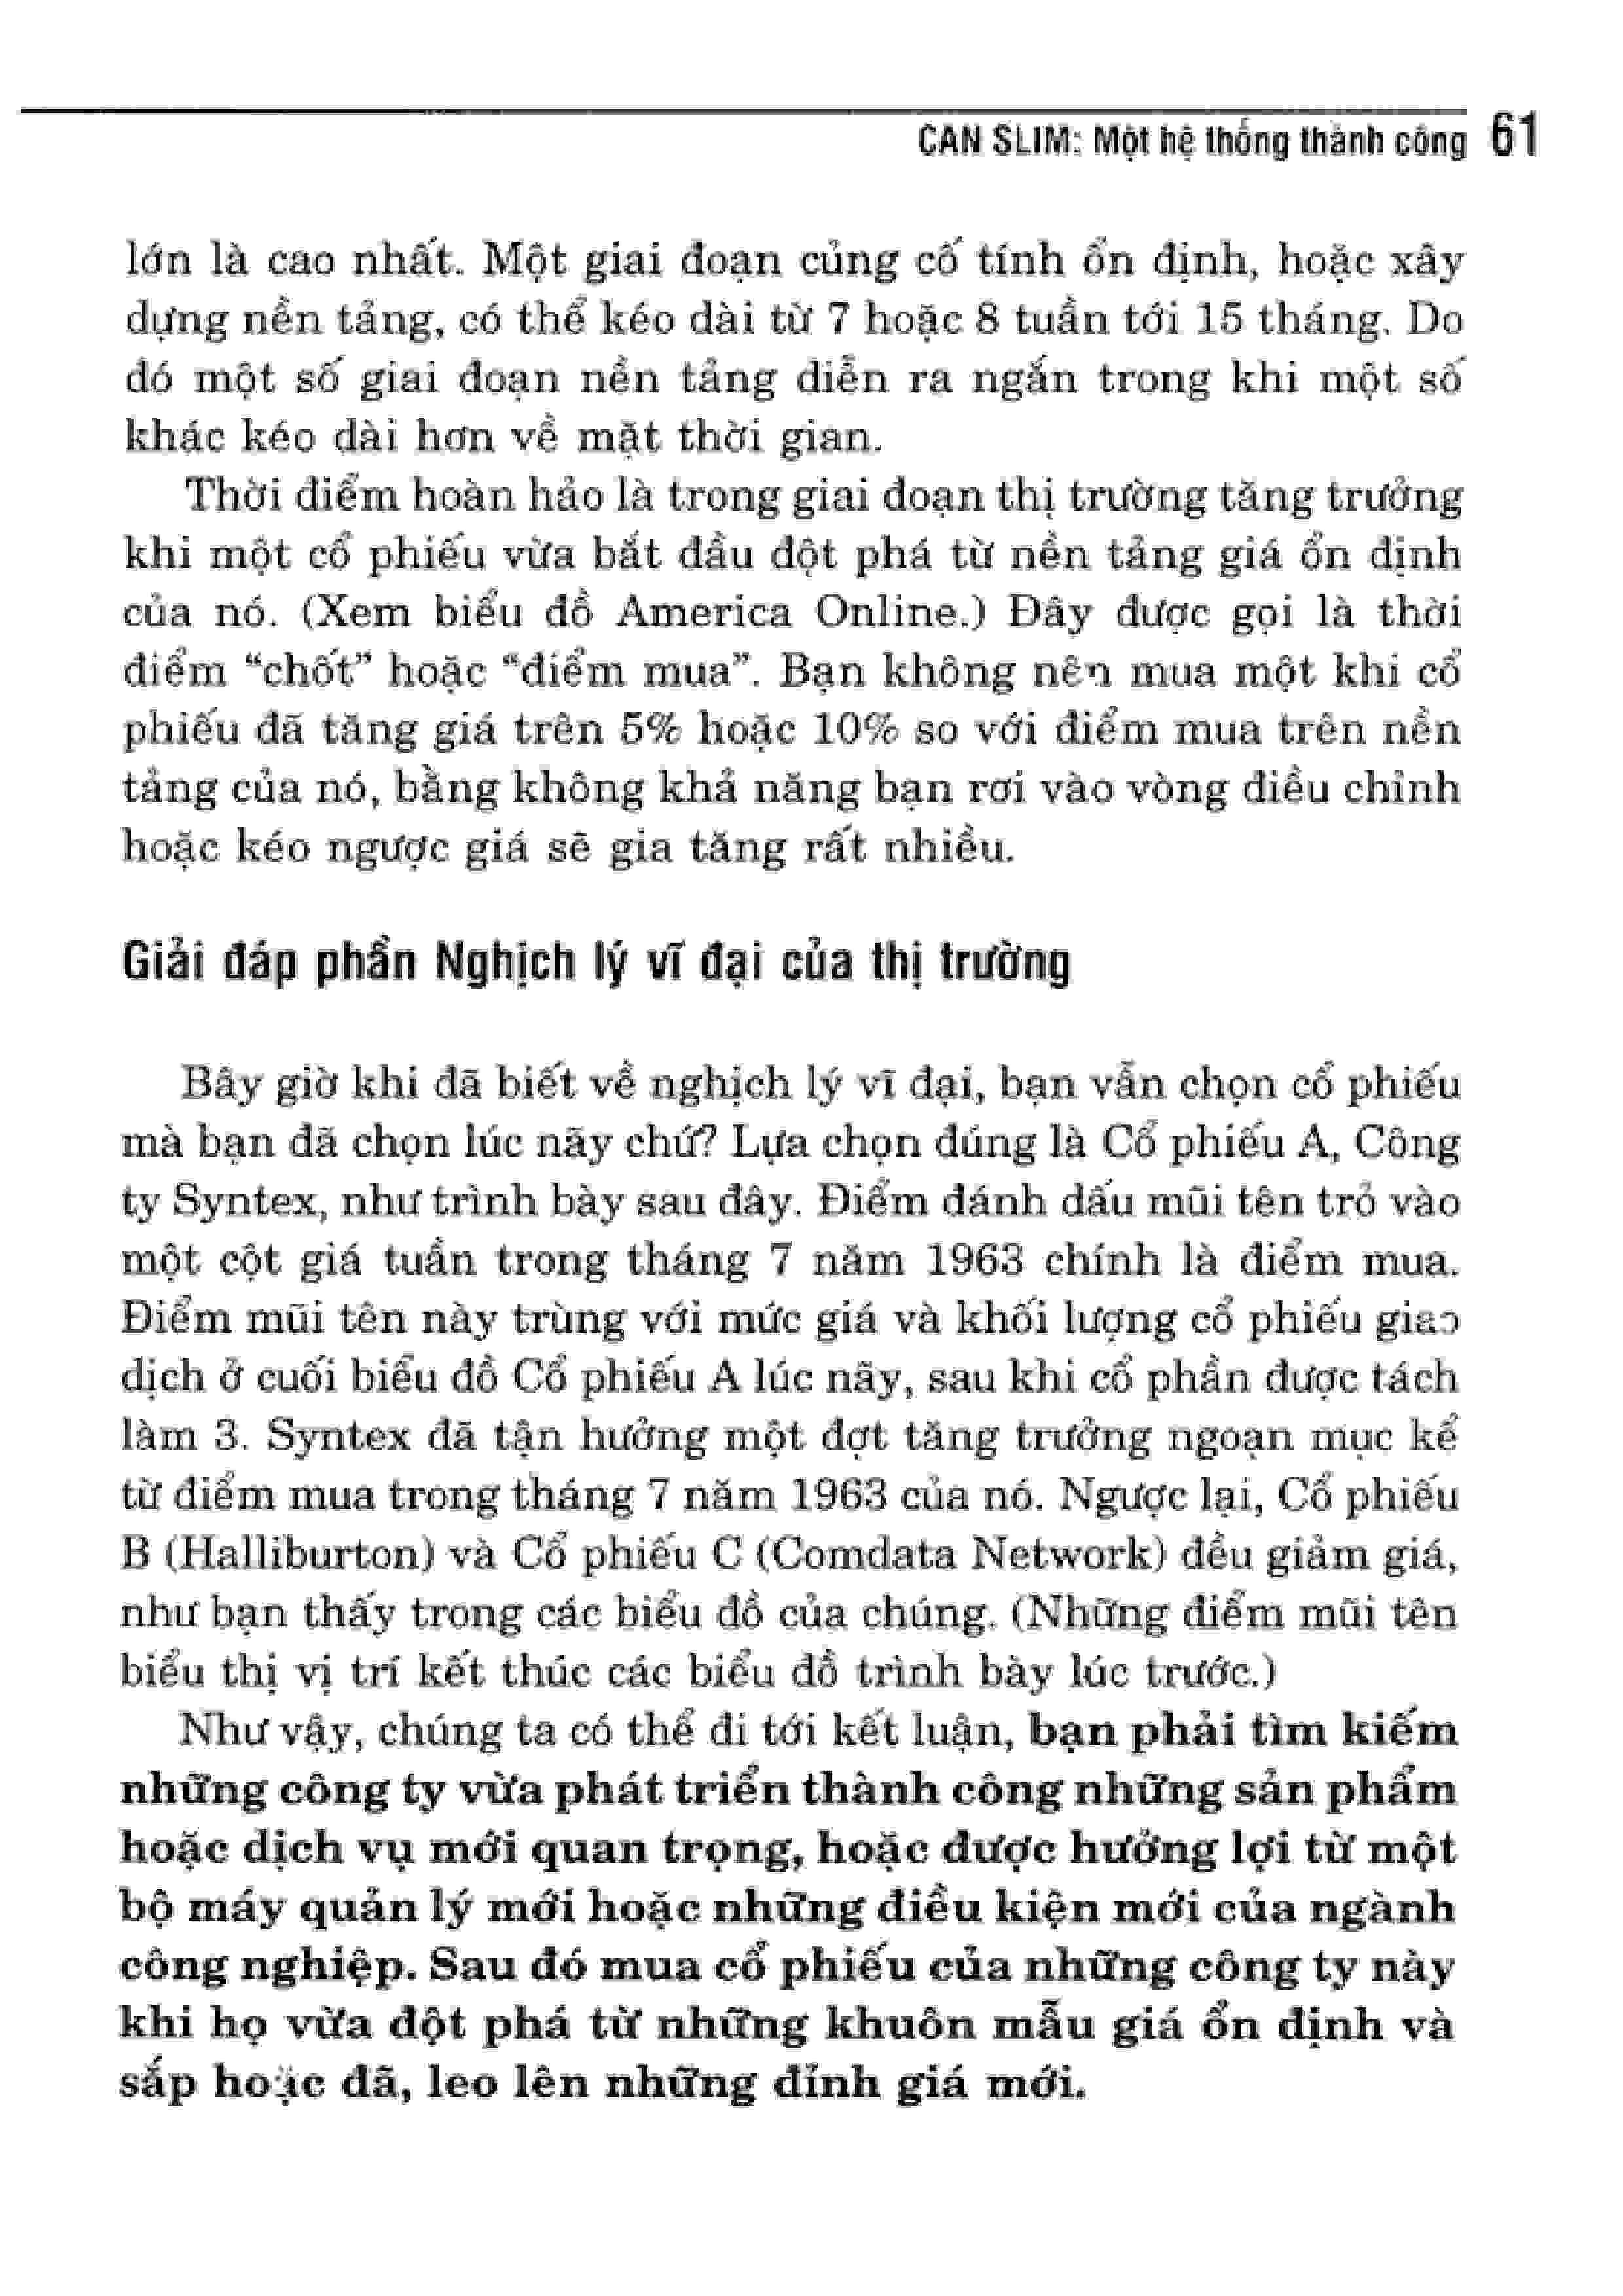 CAN SLIM: Một hệ thống thành công 61
lớn là cao nhất. Một giai đoạn củng cố tính ổn định, hoặc xây
dựng nền tảng, có thể kéo dài từ 7 hoặc 8 tuần tới 15 tháng. Do
đó một số giai đoạn nền tảng diễn ra ngắn trong khi một số
khác kéo dài hơn về mặt thời gian.
Thời điểm hoàn hảo là trong giai đoạn thị trường tăng trưởng
khi một cổ phiếu vừa bắt đầu đột phá từ nền tảng giá ổn định
của nó. (Xem biểu đồ America Online.) Đây được gọi là thời
điểm “chốt” hoặc “điểm mua”. Bạn không nên mua một khi cổ
phiếu đã tăng giá trên 5% hoặc 10% so với điểm mua trên nền
tảng của nó, bằng không khả năng bạn rơi vào vòng điều chỉnh
hoặc kéo ngược giá sẽ gia tăng rất nhiều.
Giải đáp phần Nghịch lý vĩ đại của thị trường
Bây giờ khi đã biết về nghịch lý vĩ đại, bạn vẫn chọn cổ phiếu
mà bạn đã chọn lúc nãy chứ? Lựa chọn đúng là Cổ phiếu A, Công
ty Syntex, như trình bày sau đây. Điểm đánh dấu mũi tên trỏ vào
một cột giá tuần trong tháng 7 năm 1963 chính là điểm mua.
Điểm mũi tên này trùng với mức giá và khối lượng cổ phiếu giao
dịch ở cuối biểu đồ Cổ phiếu A lúc nãy, sau khi cổ phần được tách
làm 3. Syntex đã tận hưởng một đợt tăng trưởng ngoạn mục kể
từ điểm mua trong tháng 7 năm 1963 của nó. Ngược lại, Cổ phiếu
B (Halliburton) và Cổ phiếu C (Comdata Network) đều giảm giá,
như bạn thấy trong các biểu đồ của chúng. (Những điểm mũi tên
biểu thị vị trí kết thúc các biểu đồ trình bày lúc trước.)
Như vậy, chúng ta có thể đi tới kết luận, bạn phải tìm kiếm
những công ty vừa phát triển thành công những sản phẩm
hoặc dịch vụ mới quan trọng, hoặc được hưởng lợi từ một
bộ máy quản lý mới hoặc những điều kiện mới của ngành
công nghiệp. Sau đó mua cổ phiếu của những công ty này
khi họ vừa đột phá từ những khuôn mẫu giá ổn định và
sắp hoặc đã, leo lên những đỉnh giá mới.